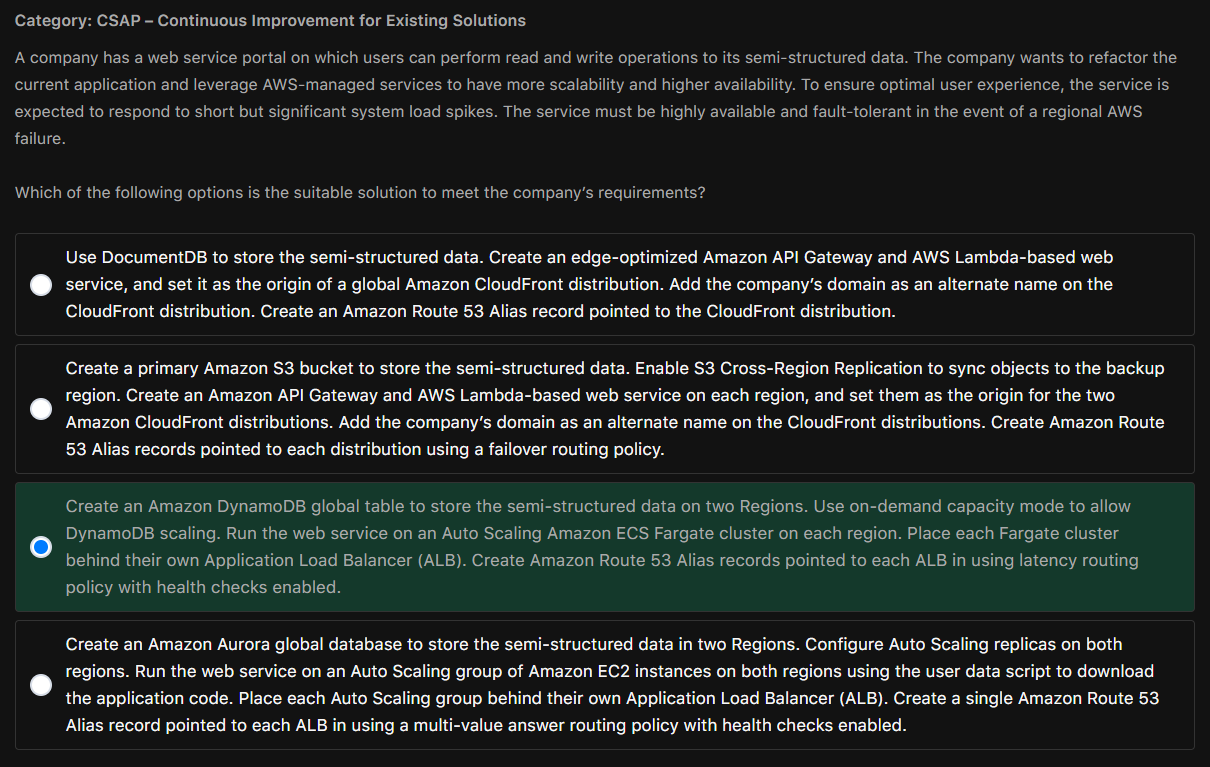 Category: CSAP – Continuous Improvement for Existing Solutions
A company has a web service portal on which users can perform read and write operations to its semi-structured data. The company wants to refactor the
current application and leverage AWS-managed services to have more scalability and higher availability. To ensure optimal user experience, the service is
expected to respond to short but significant system load spikes. The service must be highly available and fault-tolerant in the event of a regional AWS
failure.
Which of the following options is the suitable solution to meet the company’s requirements?
Use DocumentDB to store the semi-structured data. Create an edge-optimized Amazon API Gateway and AWS Lambda-based web
service, and set it as the origin of a global Amazon CloudFront distribution. Add the company’s domain as an alternate name on the
CloudFront distribution. Create an Amazon Route 53 Alias record pointed to the CloudFront distribution.
Create a primary Amazon S3 bucket to store the semi-structured data. Enable S3 Cross-Region Replication to sync objects to the backup
region. Create an Amazon API Gateway and AWS Lambda-based web service on each region, and set them as the origin for the two
Amazon CloudFront distributions. Add the company’s domain as an alternate name on the CloudFront distributions. Create Amazon Route
53 Alias records pointed to each distribution using a failover routing policy.
Create an Amazon DynamoDB global table to store the semi-structured data on two Regions. Use on-demand capacity mode to allow
DynamoDB scaling. Run the web service on an Auto Scaling Amazon ECS Fargate cluster on each region. Place each Fargate cluster
behind their own Application Load Balancer (ALB). Create Amazon Route 53 Alias records pointed to each ALB in using latency routing
policy with health checks enabled.
Create an Amazon Aurora global database to store the semi-structured data in two Regions. Configure Auto Scaling replicas on both
regions. Run the web service on an Auto Scaling group of Amazon EC2 instances on both regions using the user data script to download
the application code. Place each Auto Scaling group behind their own Application Load Balancer (ALB). Create a single Amazon Route 53
Alias record pointed to each ALB in using a multi-value answer routing policy with health checks enabled.